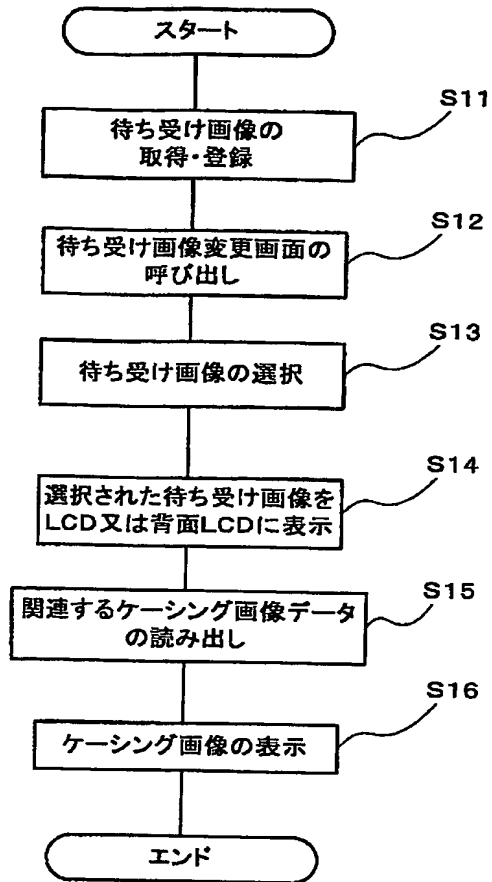 スタート
待ち受け画像の
取得・登録
S11
待ち受け画像変更画面の
呼び出し
S12
待ち受け画像の選択
S13
選択された待ち受け画像を
LCD又は背面LCDに表示
S14
関連するケーシング画像データ
の読み出し
S15
ケーシング画像の表示
S16
エンド